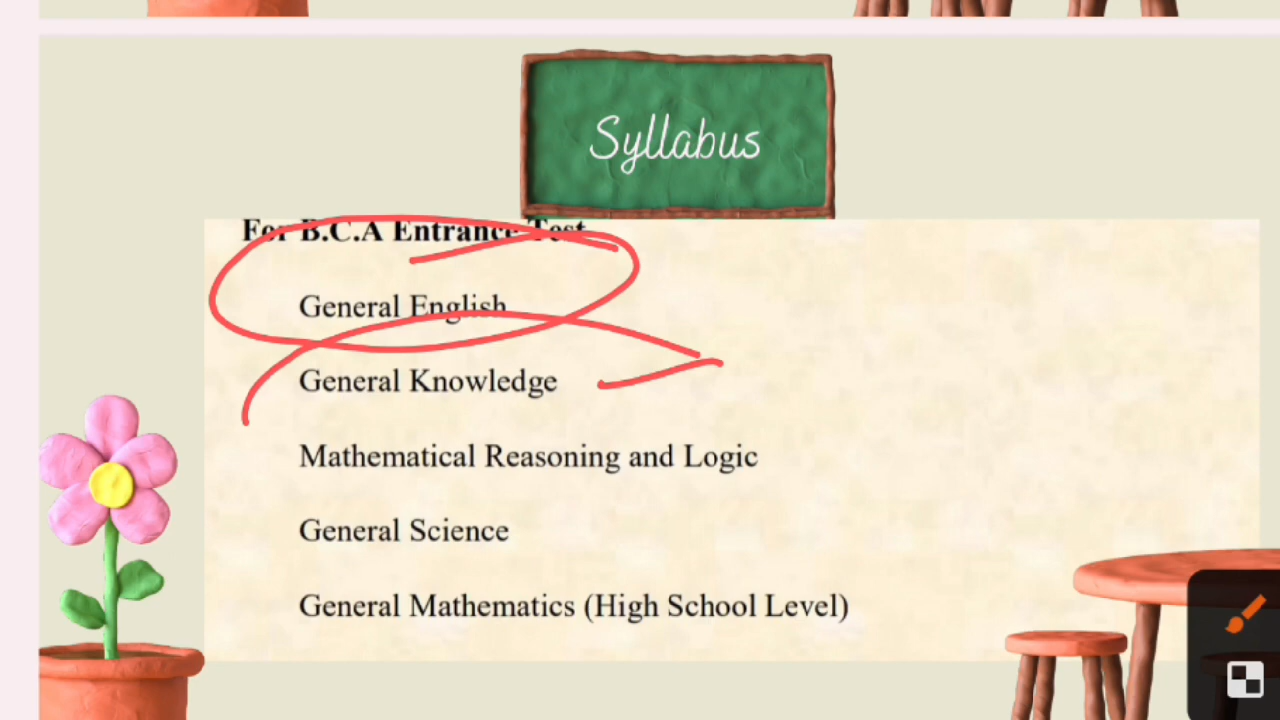 Syllabus
For B.C.A Entrance Test
General English
General Knowledge
Mathematical Reasoning and Logic
General Science
General Mathematics (High School Level)